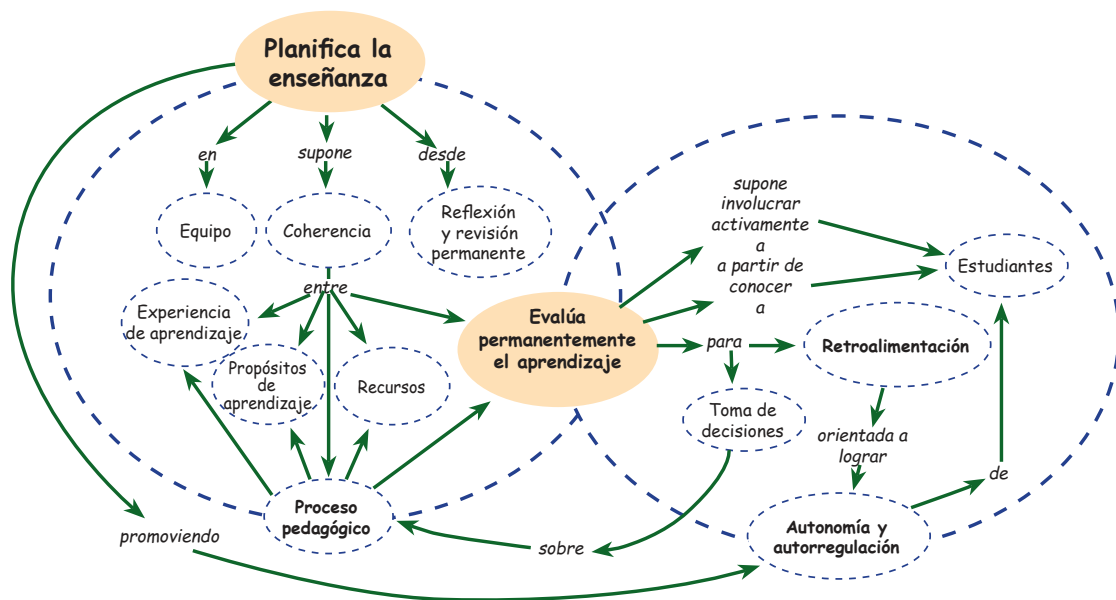 Planifica la
enseñanza
en
supone
desde
Equipo
Coherencia
Reflexión
y revisión
permanente
entre
Experiencia
de aprendizaje
Propósitos
de
aprendizaje
Recursos
Proceso
pedagógico
promoviendo
Evalúa
permanentemente
el aprendizaje
supone
involucrar
activamente
a
a partir de
conocer
a
Estudiantes
para
Retroalimentación
Toma de
decisiones
orientada a
lograr
de
Autonomía y
autorregulación
sobre